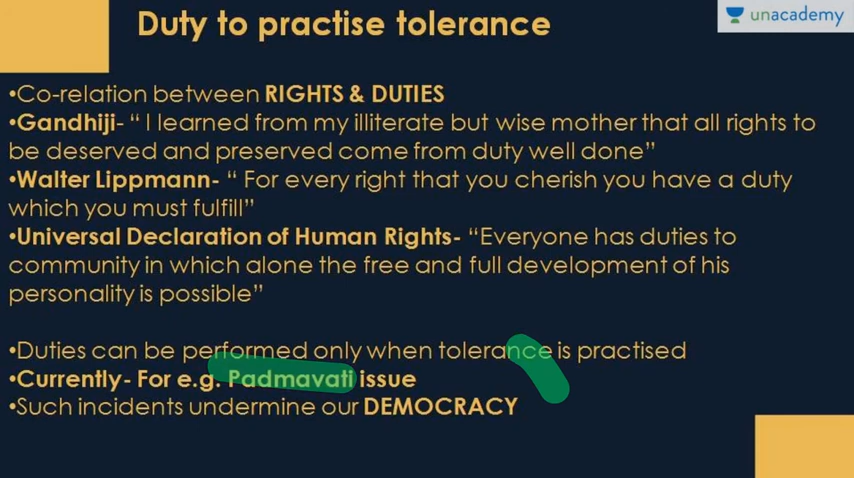 Duty to practise tolerance
unacademy
•Co-relation between RIGHTS & DUTIES
•Gandhiji- “ I learned from my illiterate but wise mother that all rights to
be deserved and preserved come from duty well done”
•Walter Lippmann- “ For every right that you cherish you have a duty
which you must fulfill”
•Universal Declaration of Human Rights- “Everyone has duties to
community in which alone the free and full development of his
personality is possible”
•Duties can be performed only when tolerance is practised
•Currently- For e.g. Padmavati issue
•Such incidents undermine our DEMOCRACY